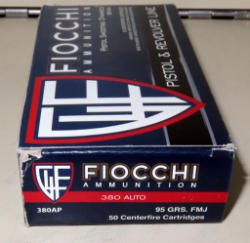 FIOCCHI
AMMUNITION
PISTOL & REVOLVER LINE
FIOCCHI
AMMUNITION
380 AUTO
380AP
95 GRS. FMJ
50 Centerfire Cartridges